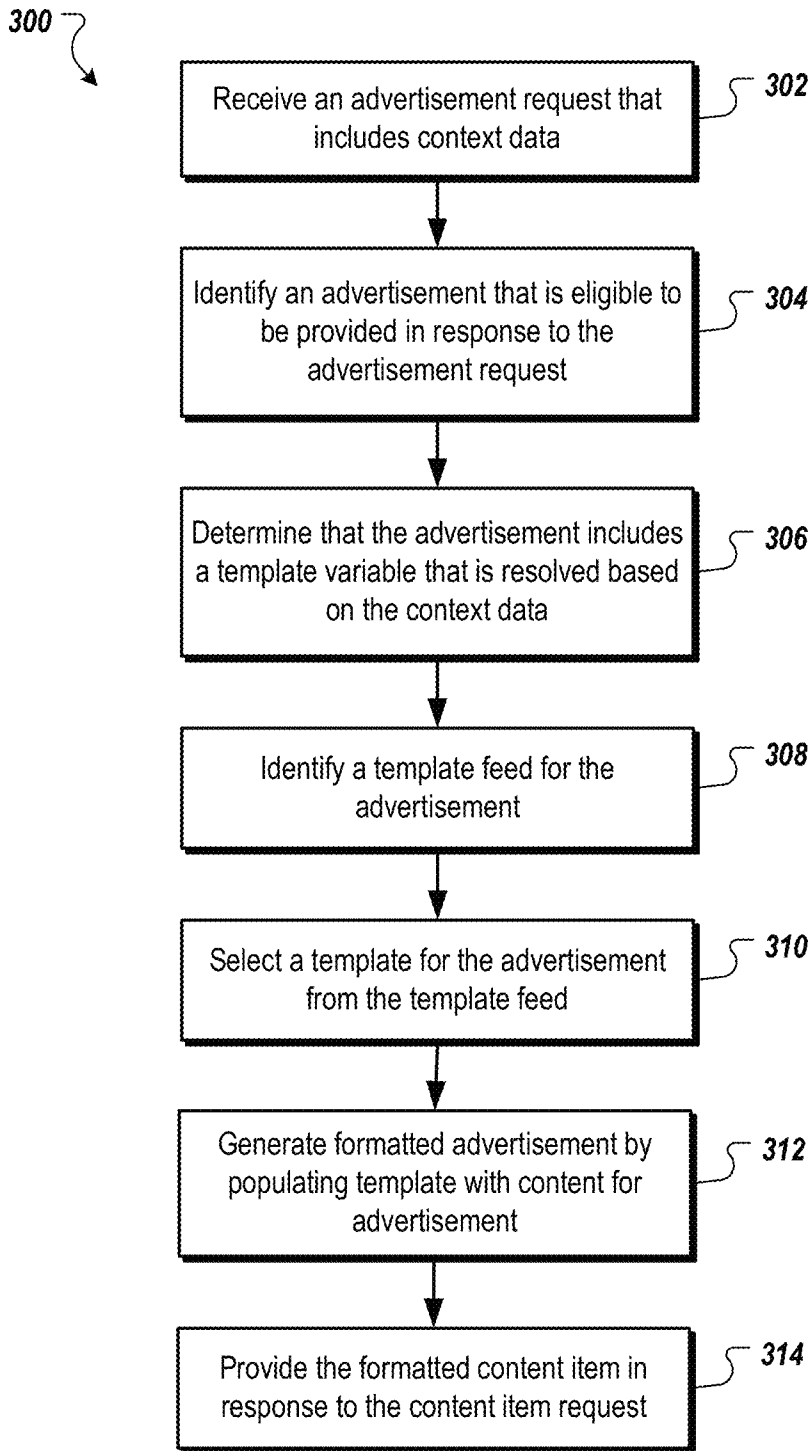 300
Receive an advertisement request that
includes context data
302
Identify an advertisement that is eligible to
be provided in response to the
advertisement request
304
Determine that the advertisement includes
a template variable that is resolved based
on the context data
306
Identify a template feed for the
advertisement
308
Select a template for the advertisement
from the template feed
310
Generate formatted advertisement by
populating template with content for
advertisement
312
Provide the formatted content item in
response to the content item request
314